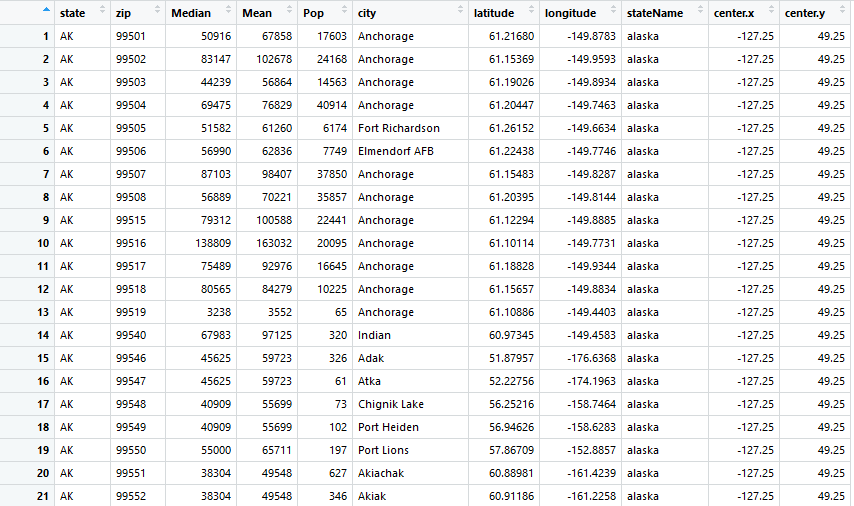 state zip Median Mean Pop city latitude longitude stateName center.x center.y
1 AK 99501 50916 67858 17603 Anchorage 61.21680 -149.8783 alaska -127.25 49.25
2 AK 99502 83147 102678 24168 Anchorage 61.15369 -149.9593 alaska -127.25 49.25
3 AK 99503 44239 56864 14563 Anchorage 61.19026 -149.8934 alaska -127.25 49.25
4 AK 99504 69475 76829 40914 Anchorage 61.20447 -149.7463 alaska -127.25 49.25
5 AK 99505 51582 61260 6174 Fort Richardson 61.26152 -149.6634 alaska -127.25 49.25
6 AK 99506 56990 62836 7749 Elmendorf AFB 61.22438 -149.7746 alaska -127.25 49.25
7 AK 99507 87103 98407 37850 Anchorage 61.15483 -149.8287 alaska -127.25 49.25
8 AK 99508 56889 70221 35857 Anchorage 61.20395 -149.8144 alaska -127.25 49.25
9 AK 99515 79312 100588 22441 Anchorage 61.12294 -149.8885 alaska -127.25 49.25
10 AK 99516 138809 163032 20095 Anchorage 61.10114 -149.7731 alaska -127.25 49.25
11 AK 99517 75489 92976 16645 Anchorage 61.18828 -149.9344 alaska -127.25 49.25
12 AK 99518 80565 84279 10225 Anchorage 61.15657 -149.8834 alaska -127.25 49.25
13 AK 99519 3238 3552 65 Anchorage 61.10886 -149.4403 alaska -127.25 49.25
14 AK 99540 67983 97125 320 Indian 60.97345 -149.4583 alaska -127.25 49.25
15 AK 99546 45625 59723 326 Adak 51.87957 -176.6368 alaska -127.25 49.25
16 AK 99547 45625 59723 61 Atka 52.22756 -174.1963 alaska -127.25 49.25
17 AK 99548 40909 55699 73 Chignik Lake 56.25216 -158.7464 alaska -127.25 49.25
18 AK 99549 40909 55699 102 Port Heiden 56.94626 -158.6283 alaska -127.25 49.25
19 AK 99550 55000 65711 197 Port Lions 57.86709 -152.8857 alaska -127.25 49.25
20 AK 99551 38304 49548 627 Akiachak 60.88981 -161.4239 alaska -127.25 49.25
21 AK 99552 38304 49548 346 Akiak 60.91186 -161.2258 alaska -127.25 49.25